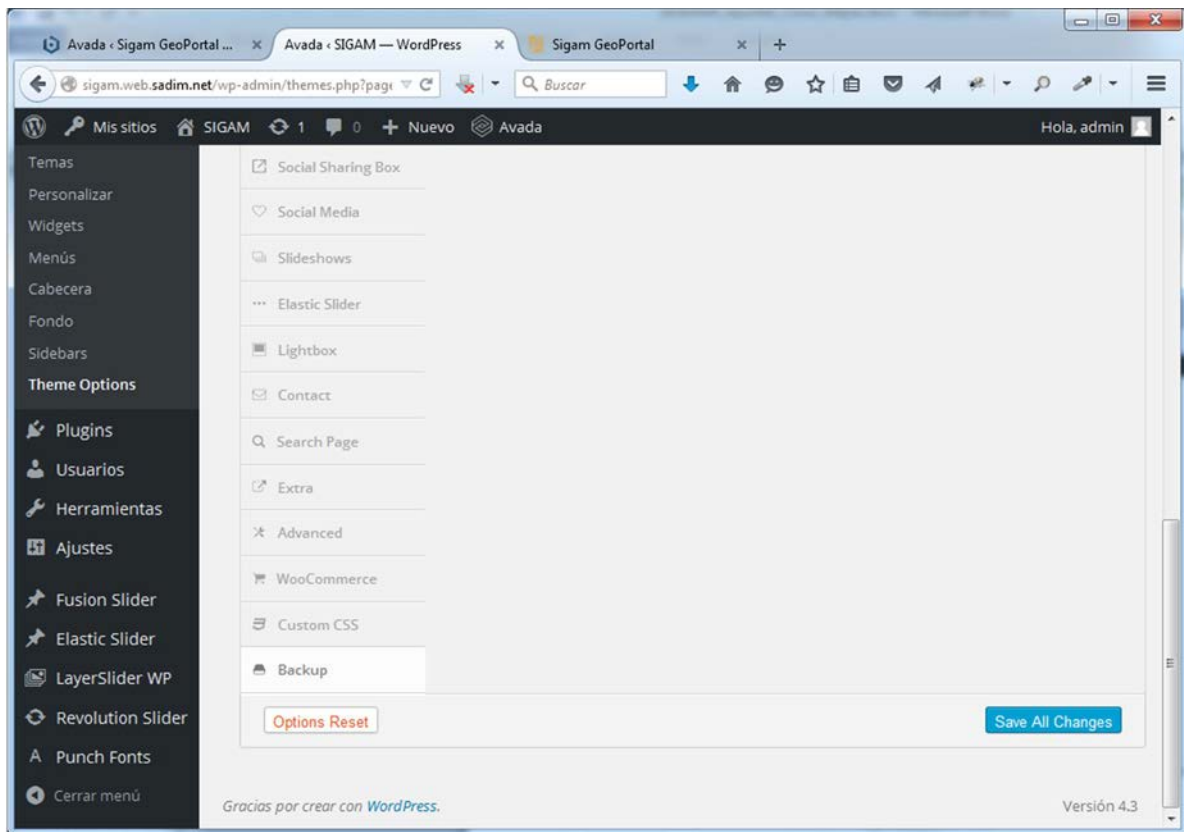 Avada ‹ Sigam GeoPortal ...
Avada ‹ SIGAM — WordPress
Sigam GeoPortal
sigam.web.sadim.net/wp-admin/themes.php?page
Buscar
Mis sitios
SIGAM
1
0
Nuevo
Avada
Hola, admin
Temas
Personalizar
Widgets
Menús
Cabecera
Fondo
Sidebars
Theme Options
Plugins
Usuarios
Herramientas
Ajustes
Fusion Slider
Elastic Slider
LayerSlider WP
Revolution Slider
Punch Fonts
Cerrar menú
Social Sharing Box
Social Media
Slideshows
Elastic Slider
Lightbox
Contact
Search Page
Extra
Advanced
WooCommerce
Custom CSS
Backup
Options Reset
Save All Changes
Gracias por crear con WordPress.
Versión 4.3